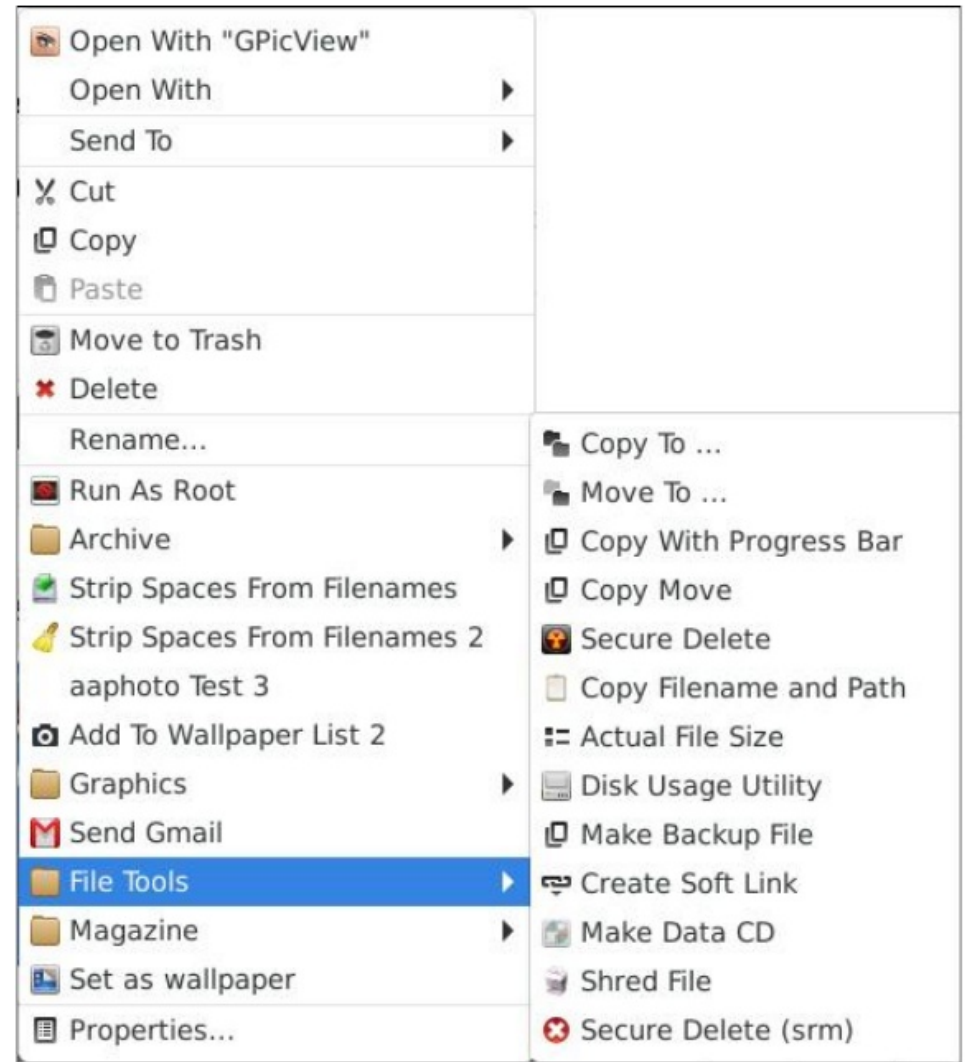 Open With "GPicView"
Open With
Send To
Cut
Copy
Paste
Move to Trash
Delete
Rename...
Run As Root
Archive
Strip Spaces From Filenames
Strip Spaces From Filenames 2
aaphoto Test 3
Add To Wallpaper List 2
Graphics
Send Gmail
File Tools
Magazine
Set as wallpaper
Properties...
Copy To ...
Move To ...
Copy With Progress Bar
Copy Move
Secure Delete
Copy Filename and Path
Actual File Size
Disk Usage Utility
Make Backup File
Create Soft Link
Make Data CD
Shred File
Secure Delete (srm)